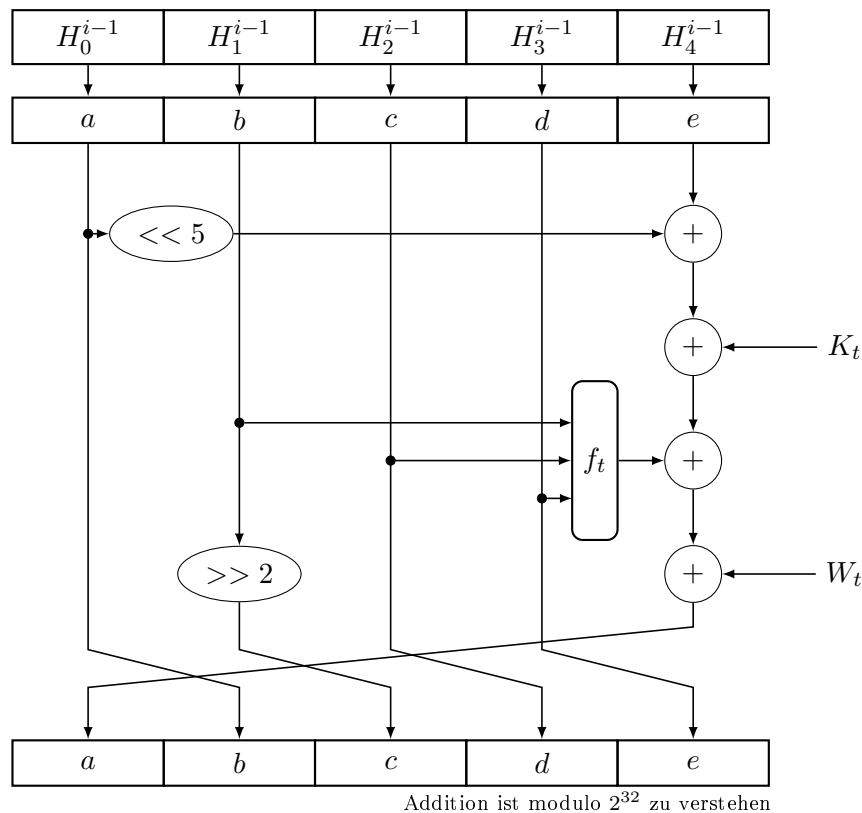 $H_0^{i-1}$ $H_1^{i-1}$ $H_2^{i-1}$ $H_3^{i-1}$ $H_4^{i-1}$
a b c d e
<< 5 +
+ $K_t$
$f_t$ +
>> 2 + $W_t$
a b c d e
Addition ist modulo $2^{32}$ zu verstehen